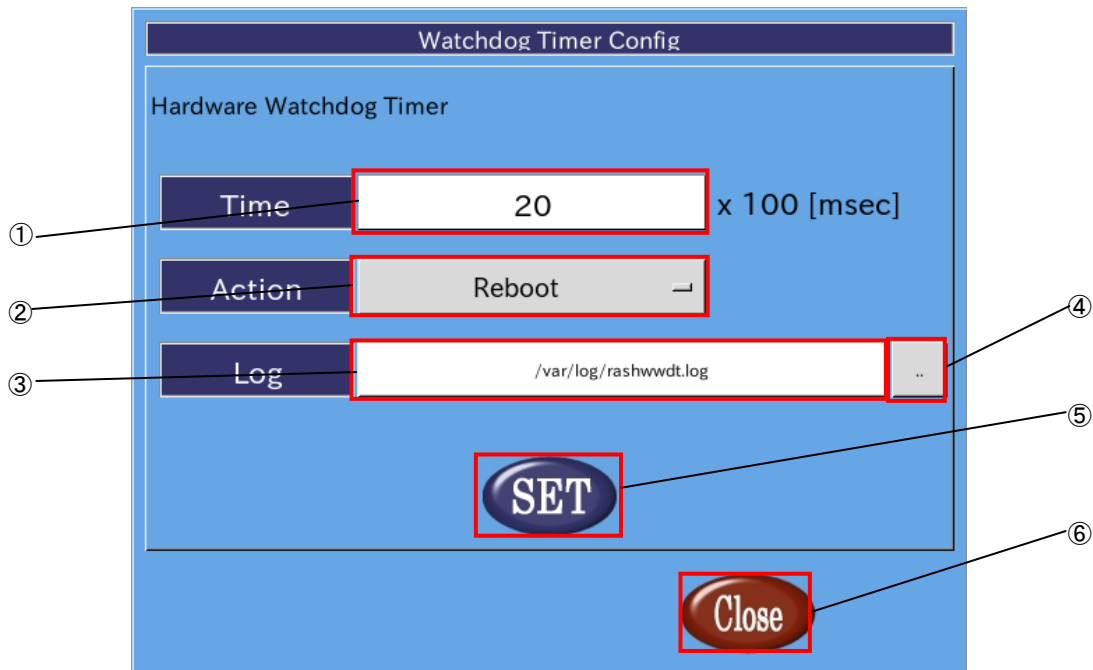 Watchdog Timer Config
Hardware Watchdog Timer
① Time 20 x 100 [msec]
② Action Reboot
④
③ Log /var/log/rashwwdt.log ..
⑤
SET
⑥
Close